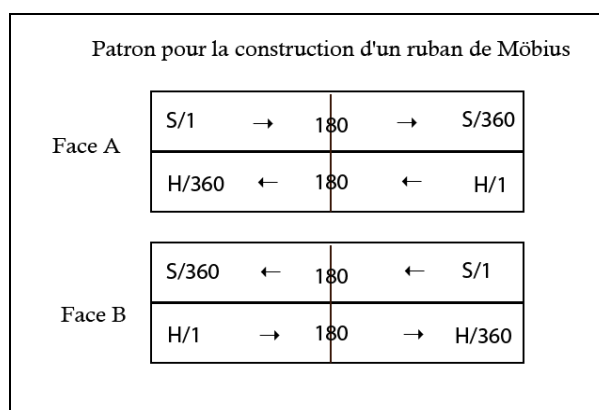 Patron pour la construction d'un ruban de Möbius
Face A
S/1 → 180 → S/360
H/360 ← 180 ← H/1
Face B
S/360 ← 180 ← S/1
H/1 → 180 → H/360